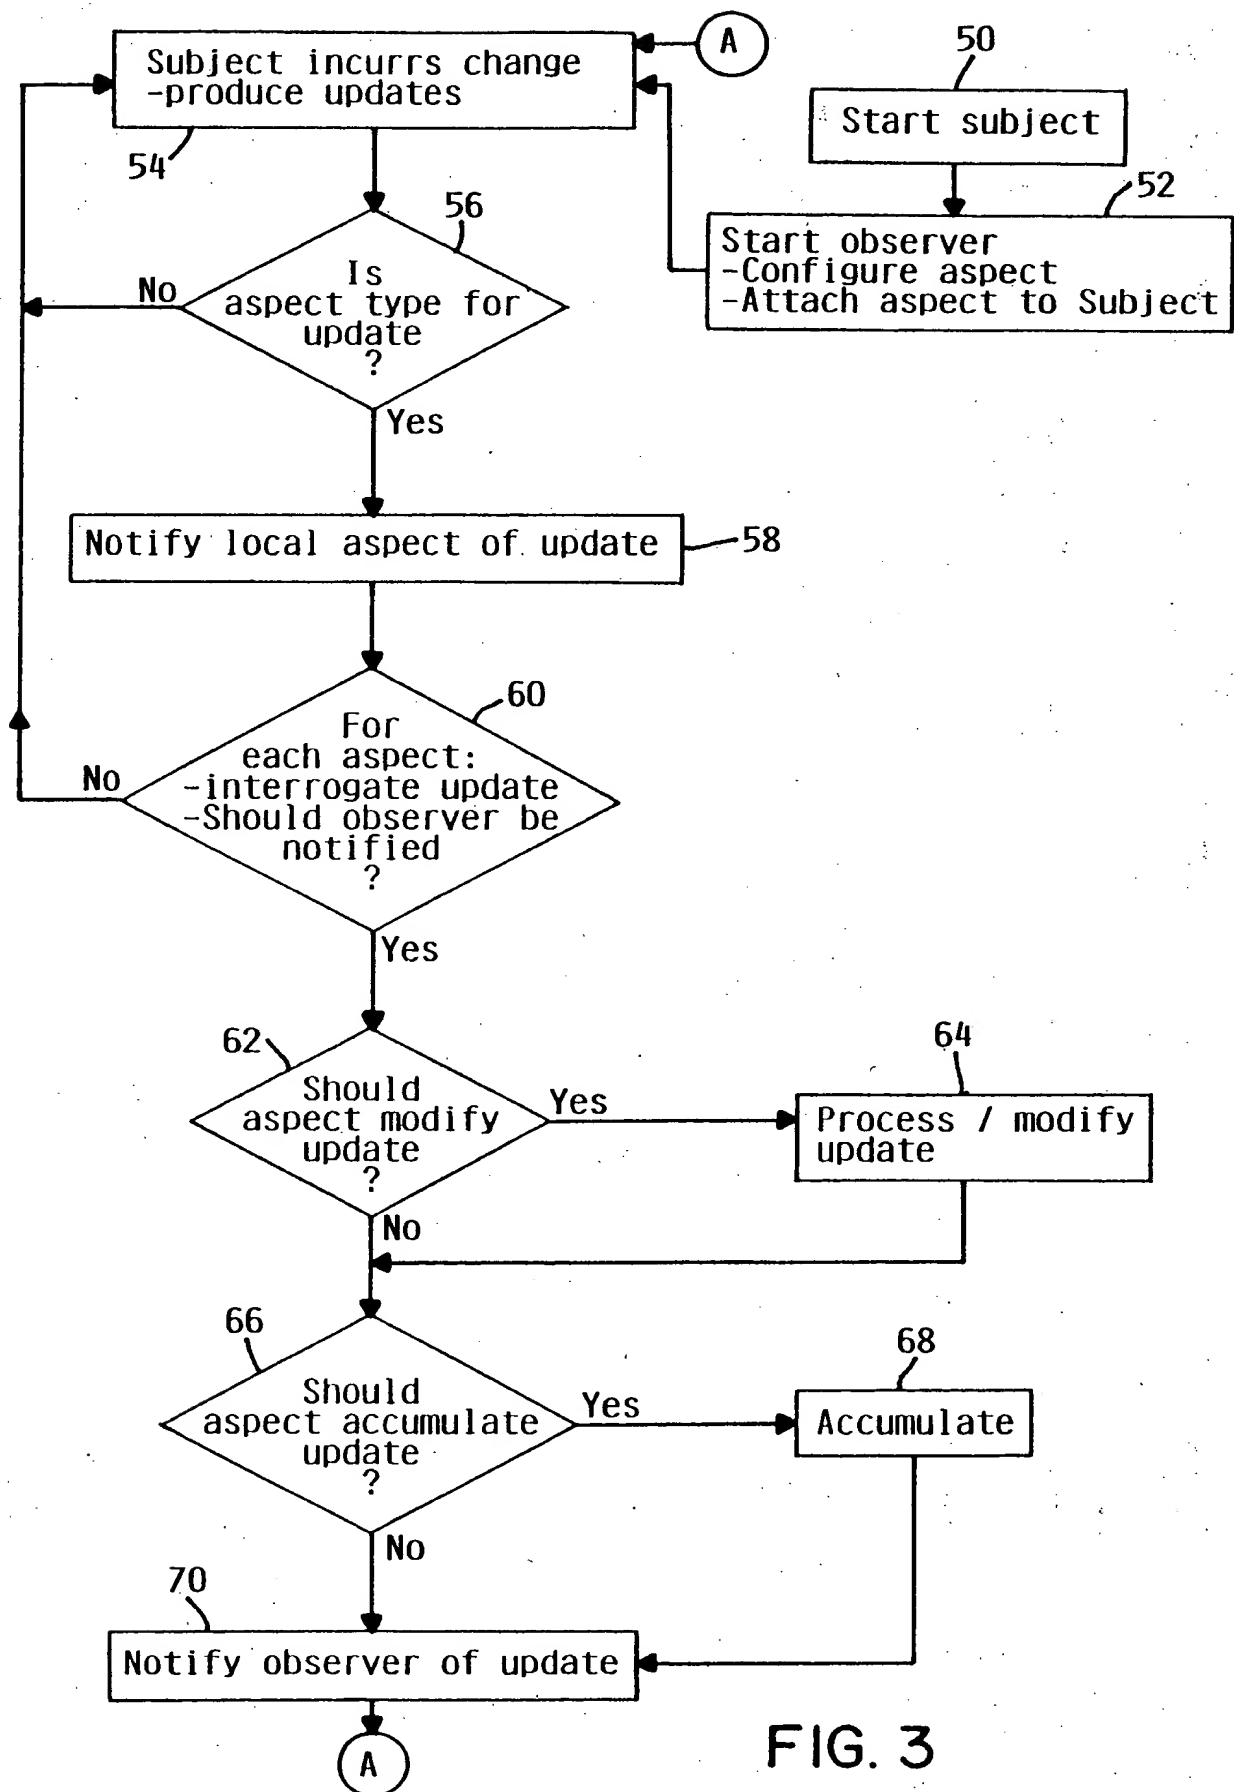 A
Subject incurrs change
-produce updates
54
50
Start subject
52
Start observer
-Configure aspect
-Attach aspect to Subject
56
Is
aspect type for
update
?
No
Yes
Notify local aspect of update
58
60
For
each aspect:
-interrogate update
-Should observer be
notified
?
No
Yes
62
Should
aspect modify
update
?
Yes
64
Process / modify
update
No
66
Should
aspect accumulate
update
?
Yes
68
Accumulate
No
70
Notify observer of update
A
FIG. 3